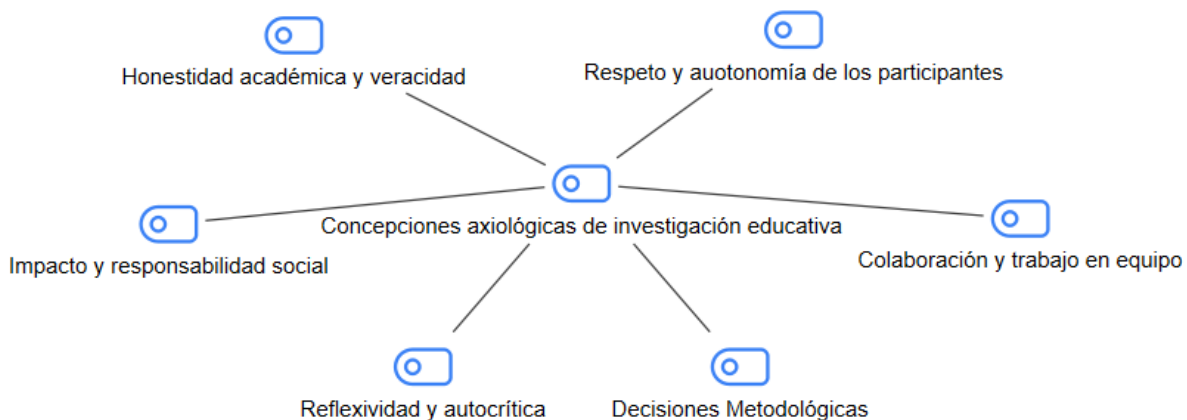 Honestidad académica y veracidad
Respeto y auotonomía de los participantes
Concepciones axiológicas de investigación educativa
Impacto y responsabilidad social
Colaboración y trabajo en equipo
Reflexividad y autocrítica
Decisiones Metodológicas